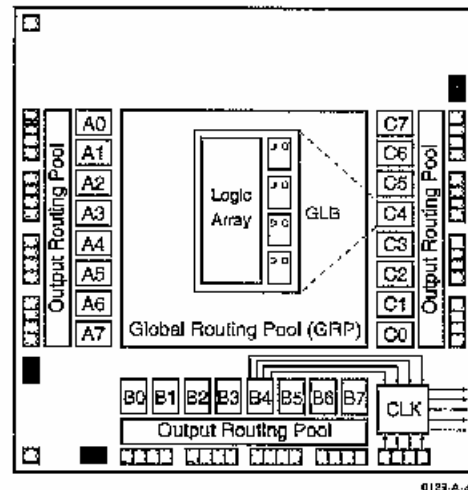 Output Routing Pool
A0
A1
A2
A3
A4
A5
A6
A7
Logic
Array
D Q
D Q
D Q
D Q
GLB
Global Routing Pool (GRP)
C7
C6
C5
C4
C3
C2
C1
C0
Output Routing Pool
B0 B1 B2 B3 B4 B5 B6 B7
CLK
Output Routing Pool